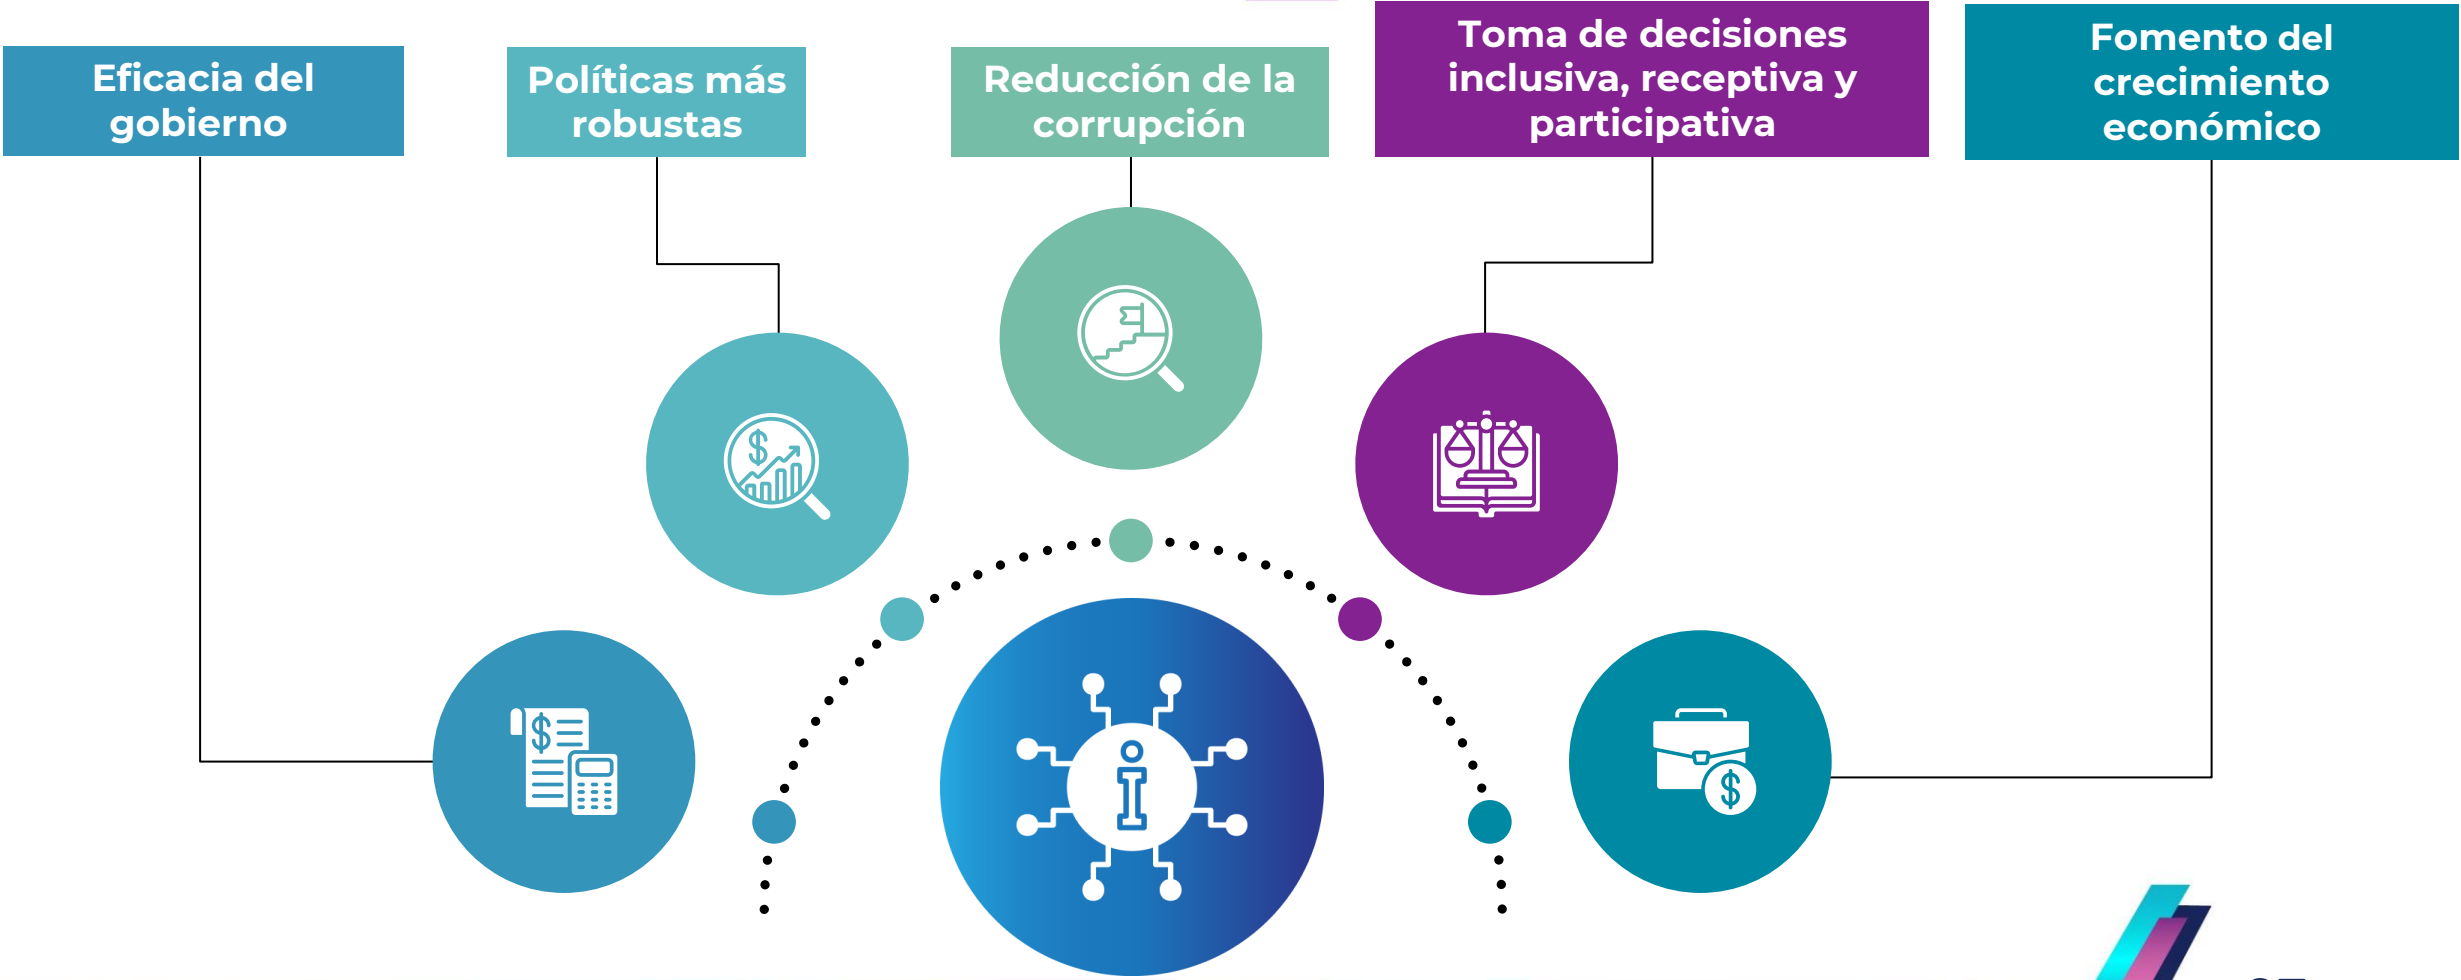 Eficacia del
gobierno
Políticas más
robustas
Reducción de la
corrupción
Toma de decisiones
inclusiva, receptiva y
participativa
Fomento del
crecimiento
económico